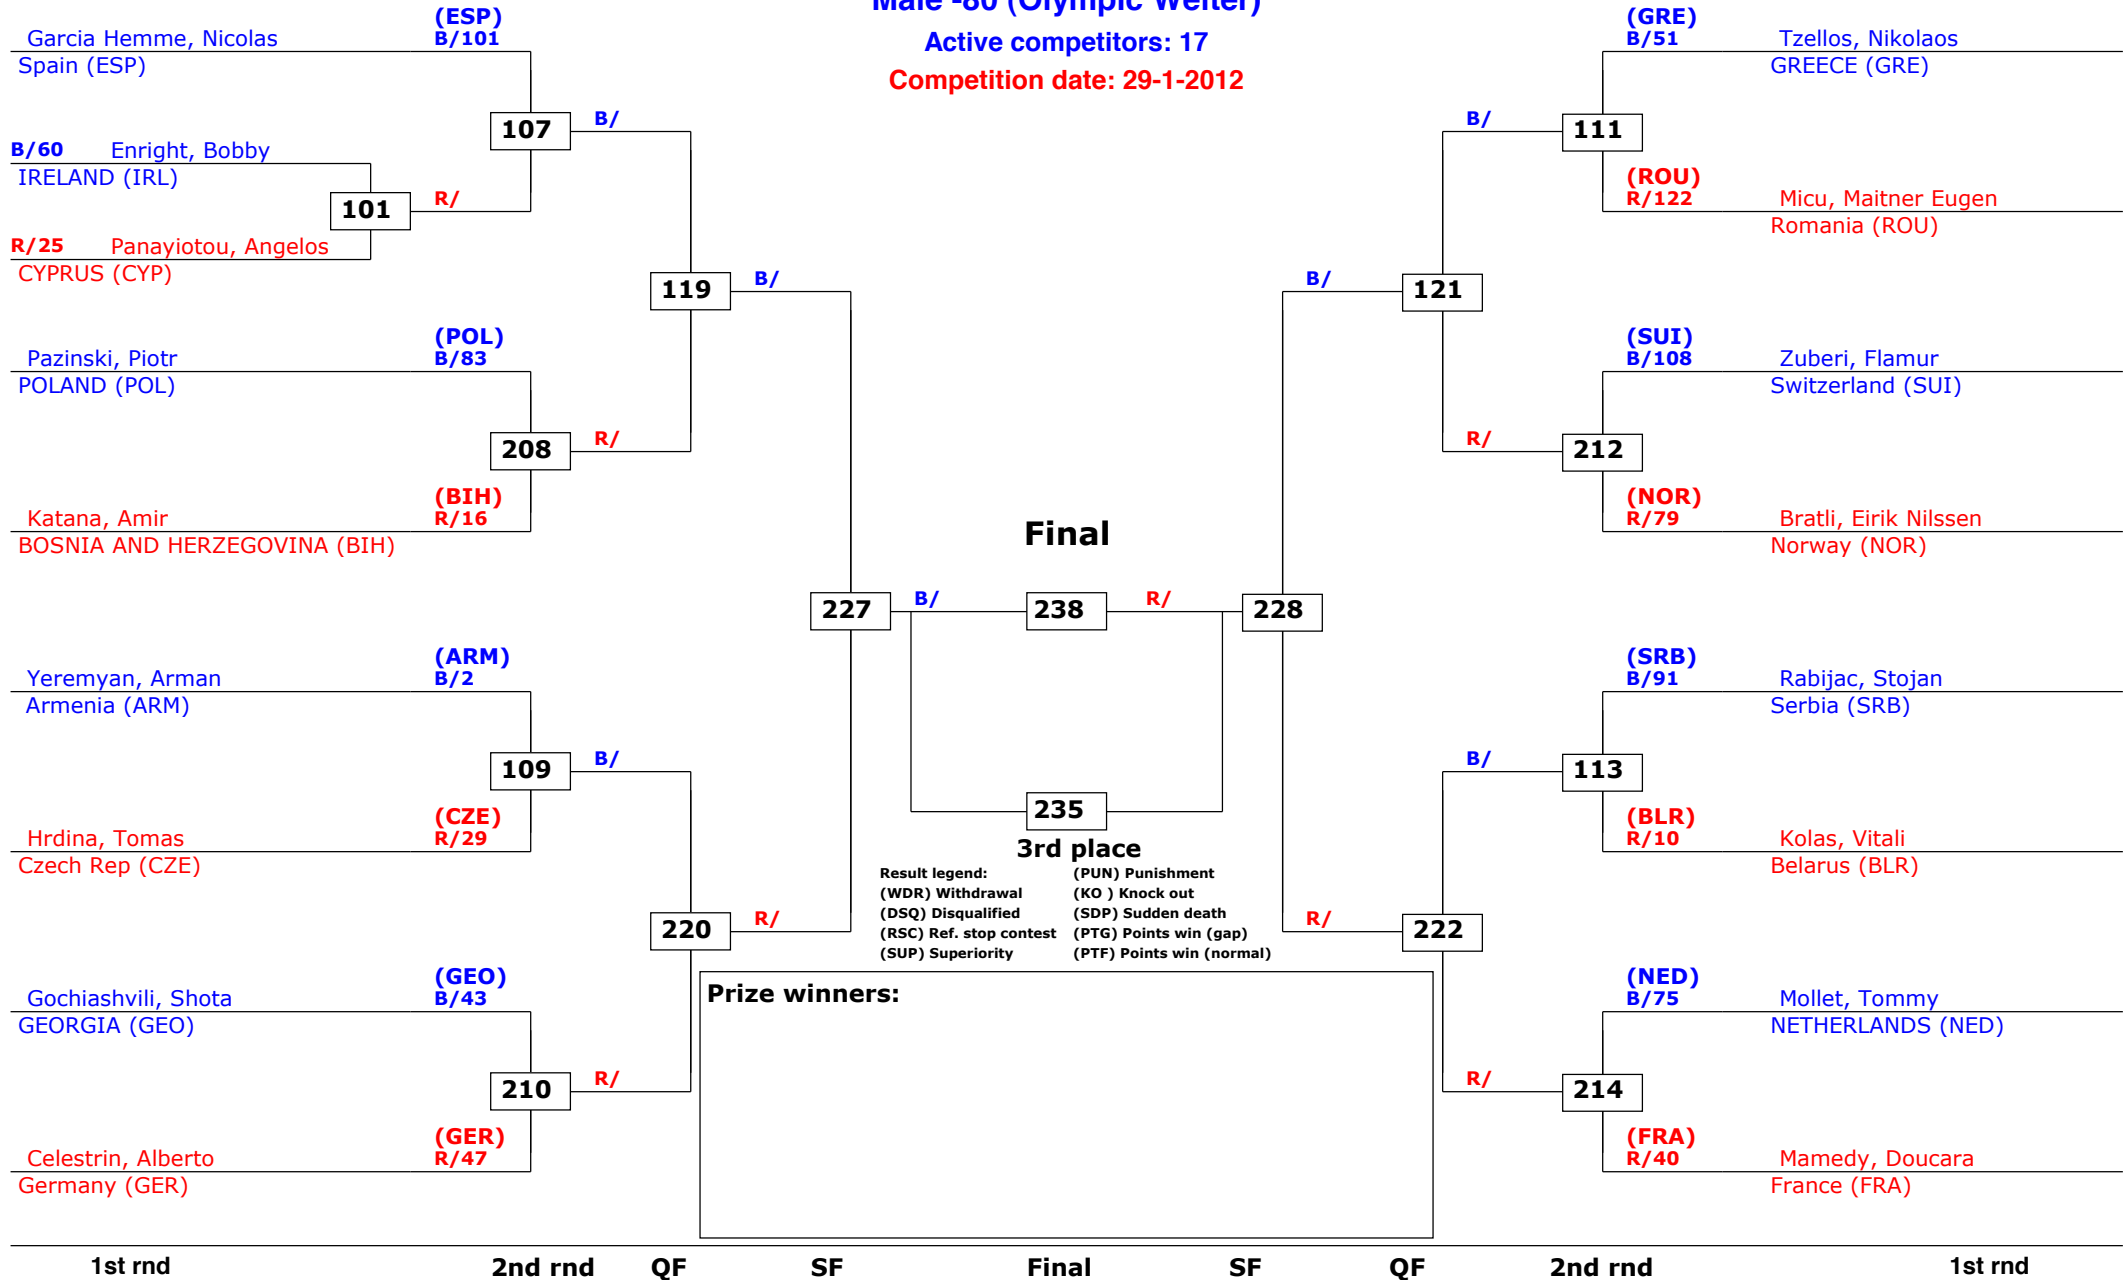 Male -80 (Olympic Welter)
Active competitors: 17
Competition date: 29-1-2012
(ESP)
Garcia Hemme, Nicolas B/101
Spain (ESP)
107
B/
B/60 Enright, Bobby
IRELAND (IRL)
101
R/
R/25 Panayiotou, Angelos
CYPRUS (CYP)
119
B/
(POL)
Pazinski, Piotr B/83
POLAND (POL)
208
R/
(BIH)
Katana, Amir R/16
BOSNIA AND HERZEGOVINA (BIH)
227
B/
(ARM)
Yeremyan, Arman B/2
Armenia (ARM)
109
B/
(CZE)
Hrdina, Tomas R/29
Czech Rep (CZE)
220
R/
(GEO)
Gochiashvili, Shota B/43
GEORGIA (GEO)
210
R/
(GER)
Celestrin, Alberto R/47
Germany (GER)
Final
238
R/
235
3rd place
Result legend: (PUN) Punishment
(WDR) Withdrawal (KO ) Knock out
(DSQ) Disqualified (SDP) Sudden death
(RSC) Ref. stop contest (PTG) Points win (gap)
(SUP) Superiority (PTF) Points win (normal)
Prize winners:
(GRE)
B/51 Tzellos, Nikolaos
GREECE (GRE)
B/
111
(ROU)
R/122 Micu, Maitner Eugen
Romania (ROU)
B/
121
(SUI)
B/108 Zuberi, Flamur
Switzerland (SUI)
R/
212
(NOR)
R/79 Bratli, Eirik Nilssen
Norway (NOR)
228
(SRB)
B/91 Rabijac, Stojan
Serbia (SRB)
B/
113
(BLR)
R/10 Kolas, Vitali
Belarus (BLR)
R/
222
(NED)
B/75 Mollet, Tommy
NETHERLANDS (NED)
R/
214
(FRA)
R/40 Mamedy, Doucara
France (FRA)
1st rnd 2nd rnd QF SF Final SF QF 2nd rnd 1st rnd